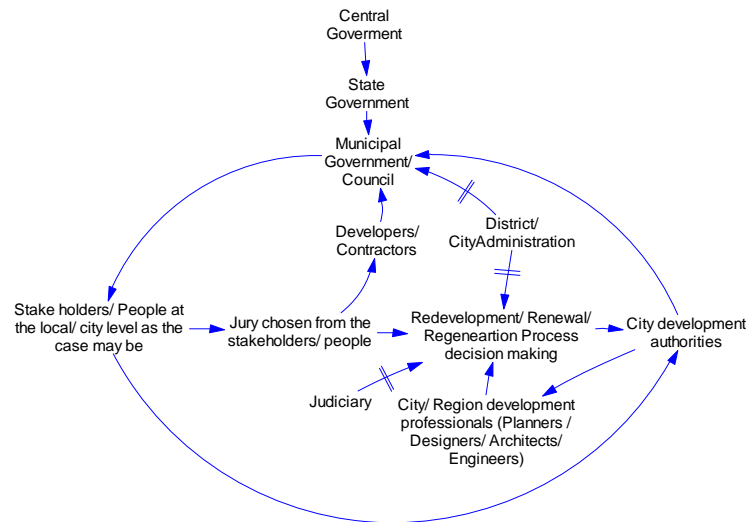 Central
Goverment
State
Government
Municipal
Government/
Council
Developers/
Contractors
District/
CityAdministration
Stake holders/ People at
the local/ city level as the
case may be
Jury chosen from the
stakeholders/ people
Redevelopment/ Renewal/
Regeneartion Process
decision making
City development
authorities
Judiciary
City/ Region development
professionals (Planners /
Designers/ Architects/
Engineers)